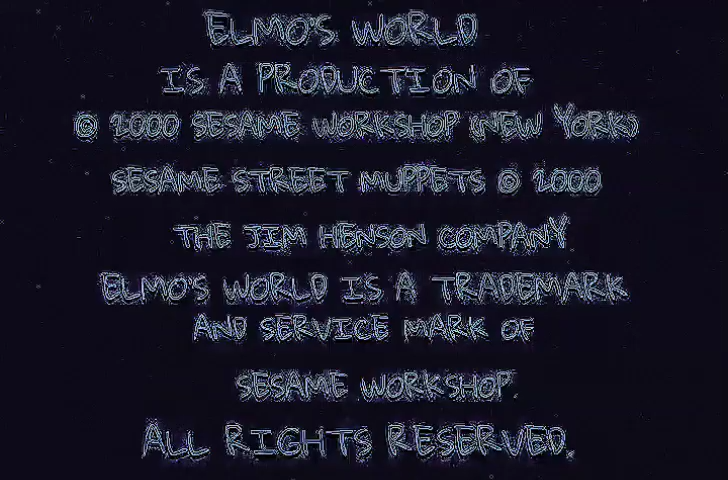 ELMO'S WORLD
IS A PRODUCTION OF
© 2000 SESAME WORKSHOP (NEW YORK)
SESAME STREET MUPPETS © 2000
THE JIM HENSON COMPANY
ELMO'S WORLD IS A TRADEMARK
AND SERVICE MARK OF
SESAME WORKSHOP.
ALL RIGHTS RESERVED.